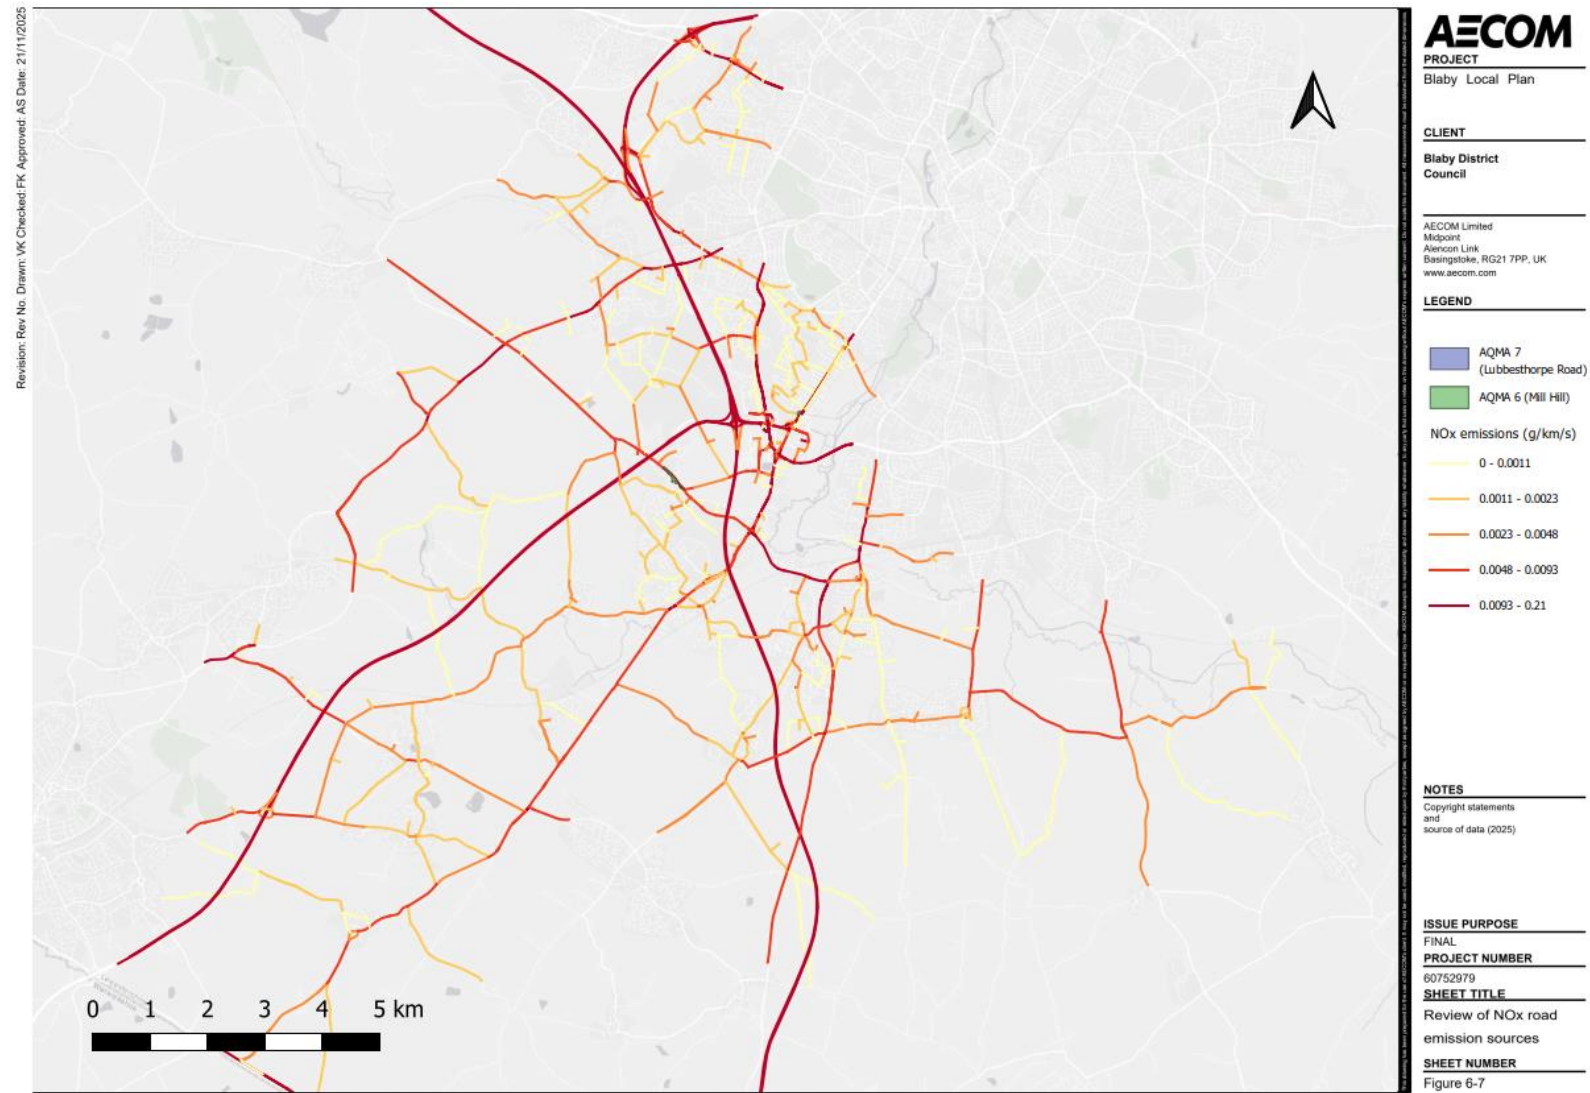 Revision: Rev No. Drawn: VK Checked:FK Approved: AS Date: 21/11/2025
AECOM
PROJECT
Blaby Local Plan
CLIENT
Blaby District
Council
AECOM Limited
Midpoint
Alencon Link
Basingstoke, RG21 7PP, UK
www.aecom.com
LEGEND
AQMA 7
(Lubbesthorpe Road)
AQMA 6 (Mill Hill)
NOx emissions (g/km/s)
0 - 0.0011
0.0011 - 0.0023
0.0023 - 0.0048
0.0048 - 0.0093
0.0093 - 0.21
NOTES
Copyright statements
and
source of data (2025)
ISSUE PURPOSE
FINAL
PROJECT NUMBER
60752979
SHEET TITLE
Review of NOx road
emission sources
SHEET NUMBER
Figure 6-7
0 1 2 3 4 5 km